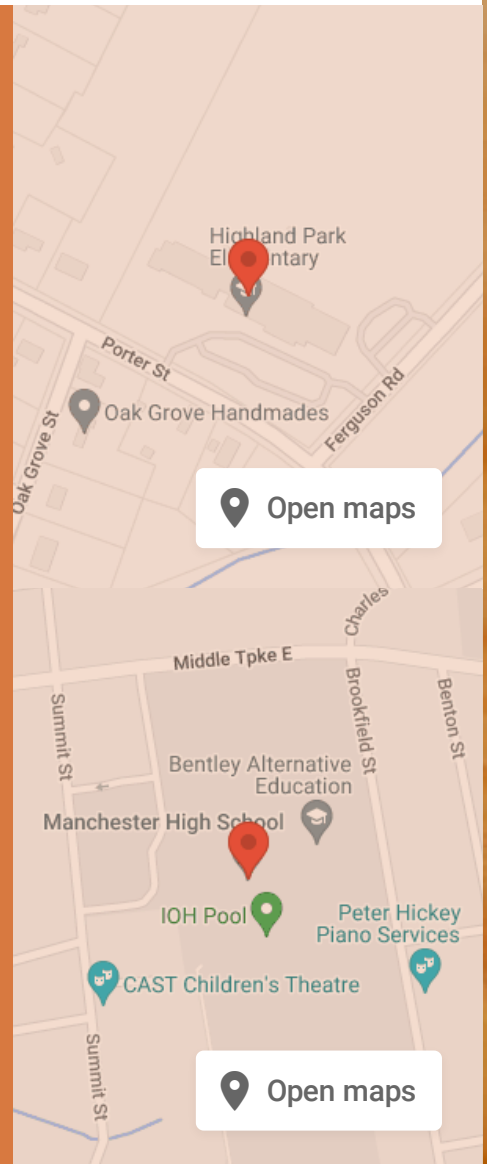 Highland Park
Elementary
Porter St
Oak Grove Handmades
Ferguson Rd
Oak Grove St
Open maps
Charles
Middle Tpke E
Summit St
Brookfield St
Benton St
Bentley Alternative
Education
Manchester High School
IOH Pool
Peter Hickey
Piano Services
CAST Children's Theatre
Summit St
Open maps